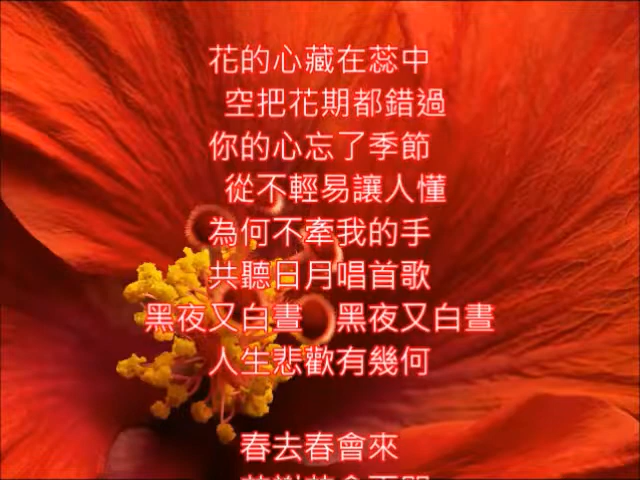 花的心藏在蕊中
空把花期都錯過
你的心忘了季節
從不輕易讓人懂
為何不牽我的手
共聽日月唱首歌
黑夜又白晝 黑夜又白晝
人生悲歡有幾何
春去春會來